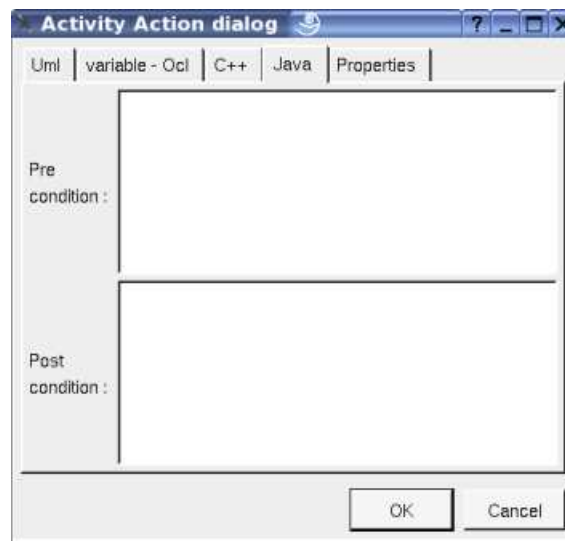 Activity Action dialog
Uml variable - Ocl C++ Java Properties
Pre
condition :
Post
condition :
OK Cancel